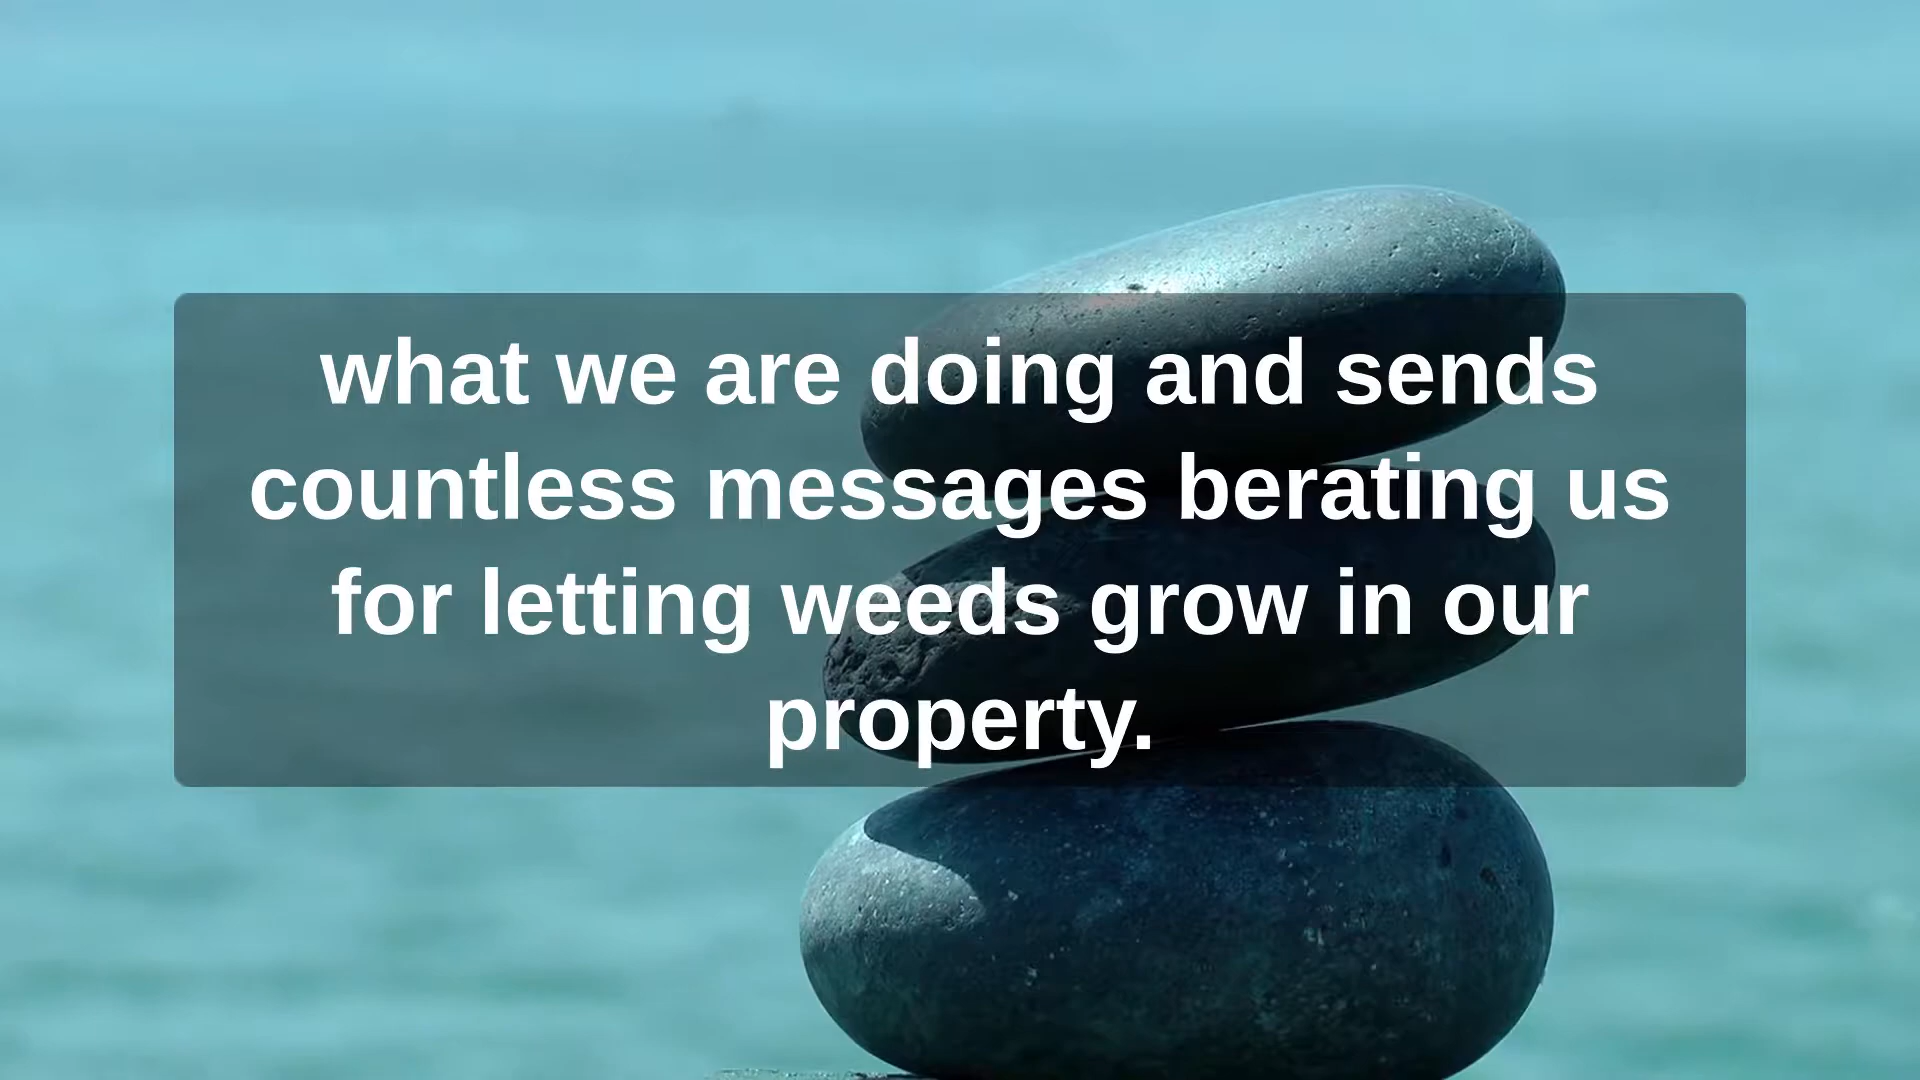 what we are doing and sends
countless messages berating us
for letting weeds grow in our
property.